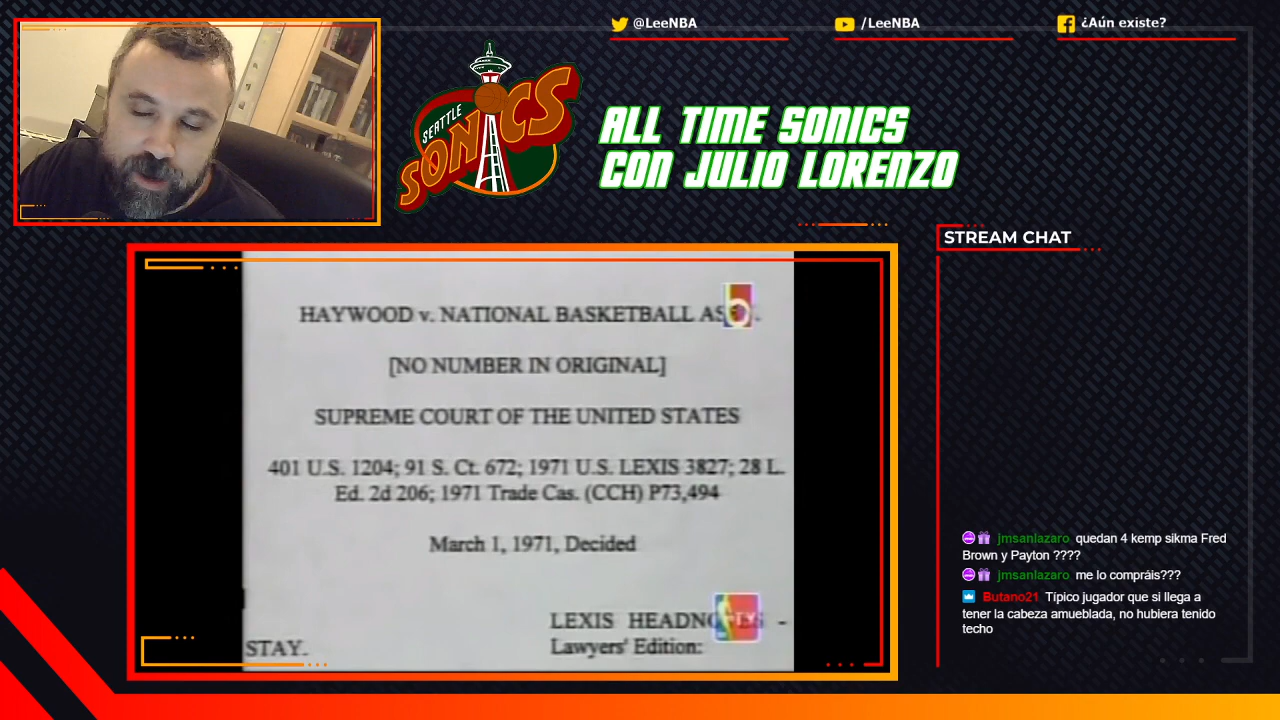 @LeeNBA
/LeeNBA
¿Aún existe?
SEATTLE
SONICS
ALL TIME SONICS
CON JULIO LORENZO
STREAM CHAT
HAYWOOD v. NATIONAL BASKETBALL
[NO NUMBER IN ORIGINAL]
SUPREME COURT OF THE UNITED STATES
401 U.S. 1204; 91 S. Ct. 672; 1971 U.S. LEXIS 3827; 28 L.
Ed. 2d 206; 1971 Trade Cas. (CCH) P73,494
March 1, 1971, Decided
LEXIS
STAY.
Lawyers' Edition:
jmsanlazaro quedan 4 kemp sikma Fred
Brown y Payton ????
jmsanlazaro me lo compráis???
Butano21 Típico jugador que si llega a
tener la cabeza amueblada, no hubiera tenido
techo